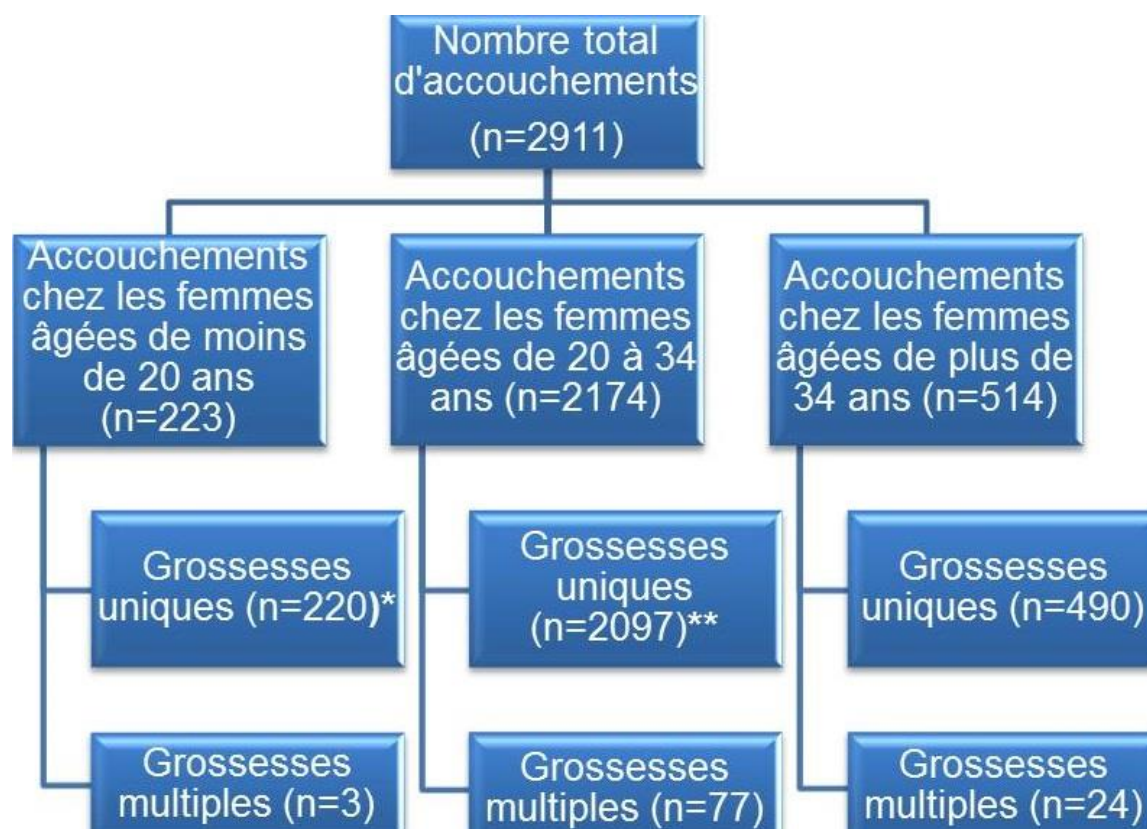 Nombre total
d'accouchements
(n=2911)
Accouchements
chez les femmes
âgées de moins
de 20 ans
(n=223)
Accouchements
chez les femmes
âgées de 20 à 34
ans (n=2174)
Accouchements
chez les femmes
âgées de plus de
34 ans (n=514)
Grossesses
uniques (n=220)*
Grossesses
uniques
(n=2097)**
Grossesses
uniques (n=490)
Grossesses
multiples (n=3)
Grossesses
multiples (n=77)
Grossesses
multiples (n=24)